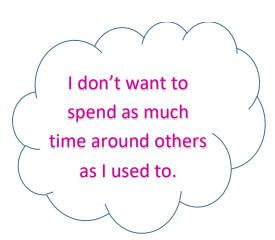 I don’t want to
spend as much
time around others
as I used to.